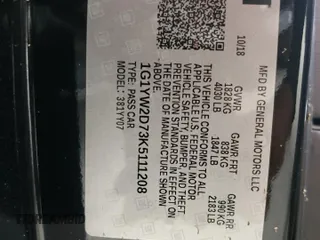 MFD BY GENERAL MOTORS LLC
10/18
GVWR GAWR FRT GAWR RR
1828 KG 838 KG 990 KG
4030 LB 1847 LB 2183 LB
THIS VEHICLE CONFORMS TO ALL
APPLICABLE U.S. FEDERAL MOTOR
VEHICLE SAFETY, BUMPER, AND THEFT
PREVENTION STANDARDS IN EFFECT ON
THE DATE OF MANUFACTURE SHOWN ABOVE.
1G1YW2D73K5111208
TYPE: PASS CAR
MODEL: 381YY07